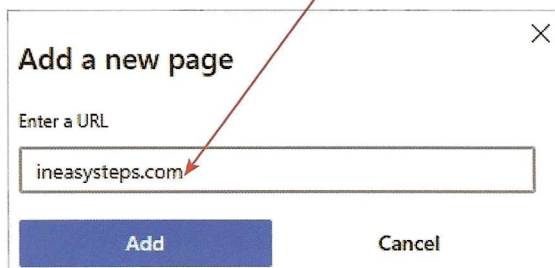 Add a new page
Enter a URL
ineasysteps.com
Add
Cancel